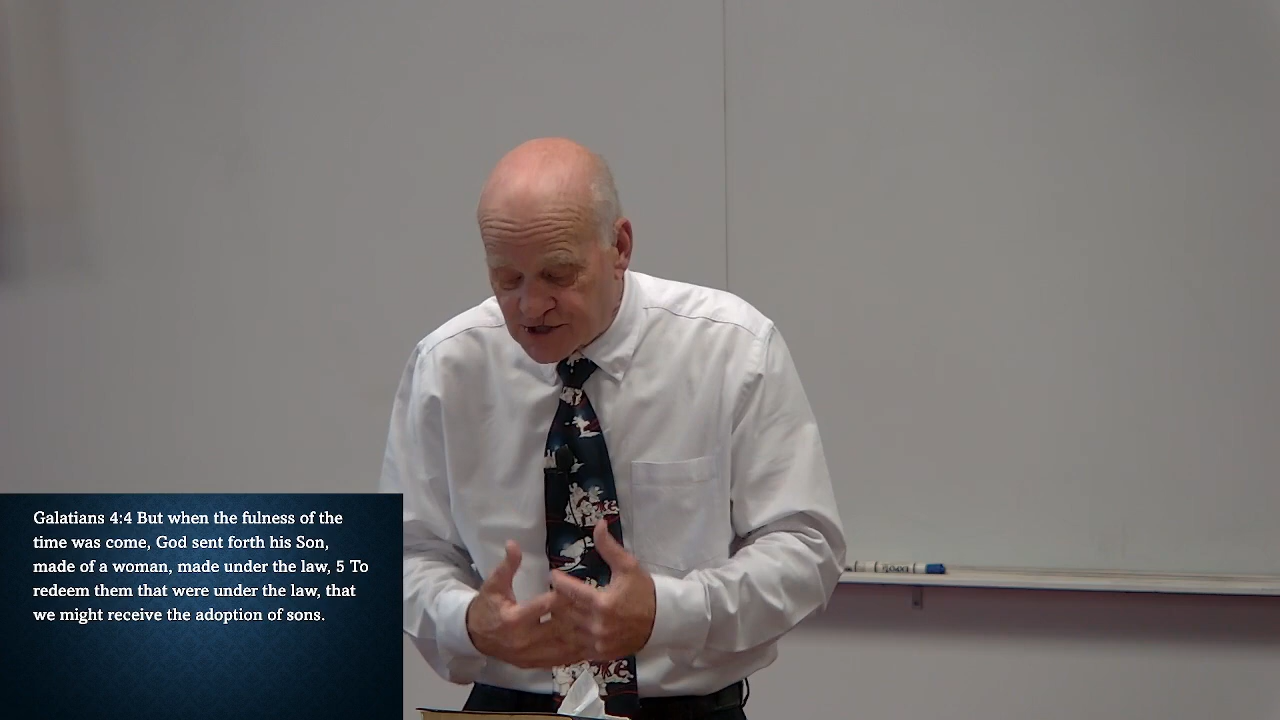 Galatians 4:4 But when the fulness of the
time was come, God sent forth his Son,
made of a woman, made under the law, 5 To
redeem them that were under the law, that
we might receive the adoption of sons.